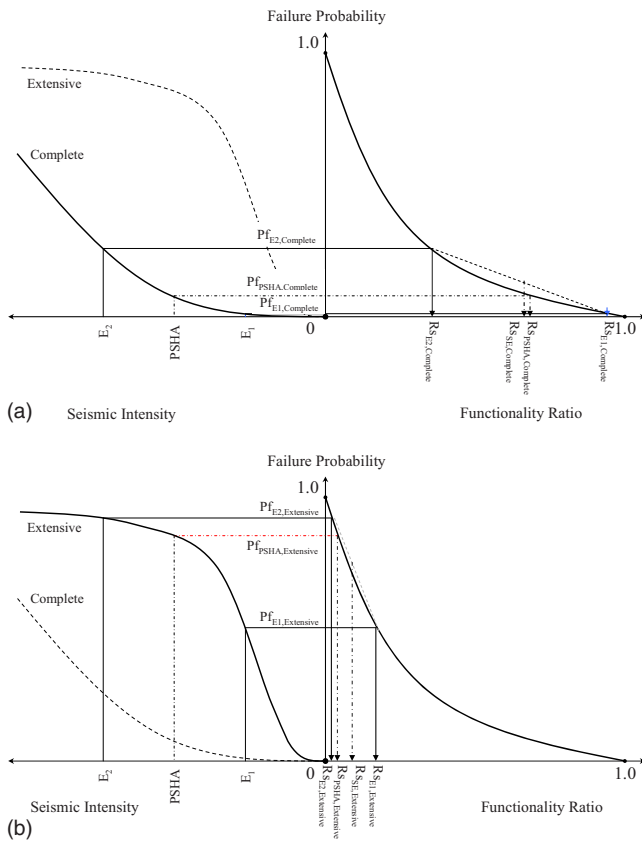 Failure Probability
1.0
Extensive
Complete
Pf_E2,Complete
Pf_PSHA,Complete
Pf_E1,Complete
0
1.0
E_2
PSHA
E_1
Rs_E2,Complete
Rs_SE,Complete
Rs_PSHA,Complete
Rs_E1,Complete
(a)
Seismic Intensity
Functionality Ratio
Failure Probability
1.0
Extensive
Complete
Pf_E2,Extensive
Pf_PSHA,Extensive
Pf_E1,Extensive
0
1.0
E_2
PSHA
E_1
Rs_E2,Extensive
Rs_PSHA,Extensive
Rs_SE,Extensive
Rs_E1,Extensive
Seismic Intensity
Functionality Ratio
(b)